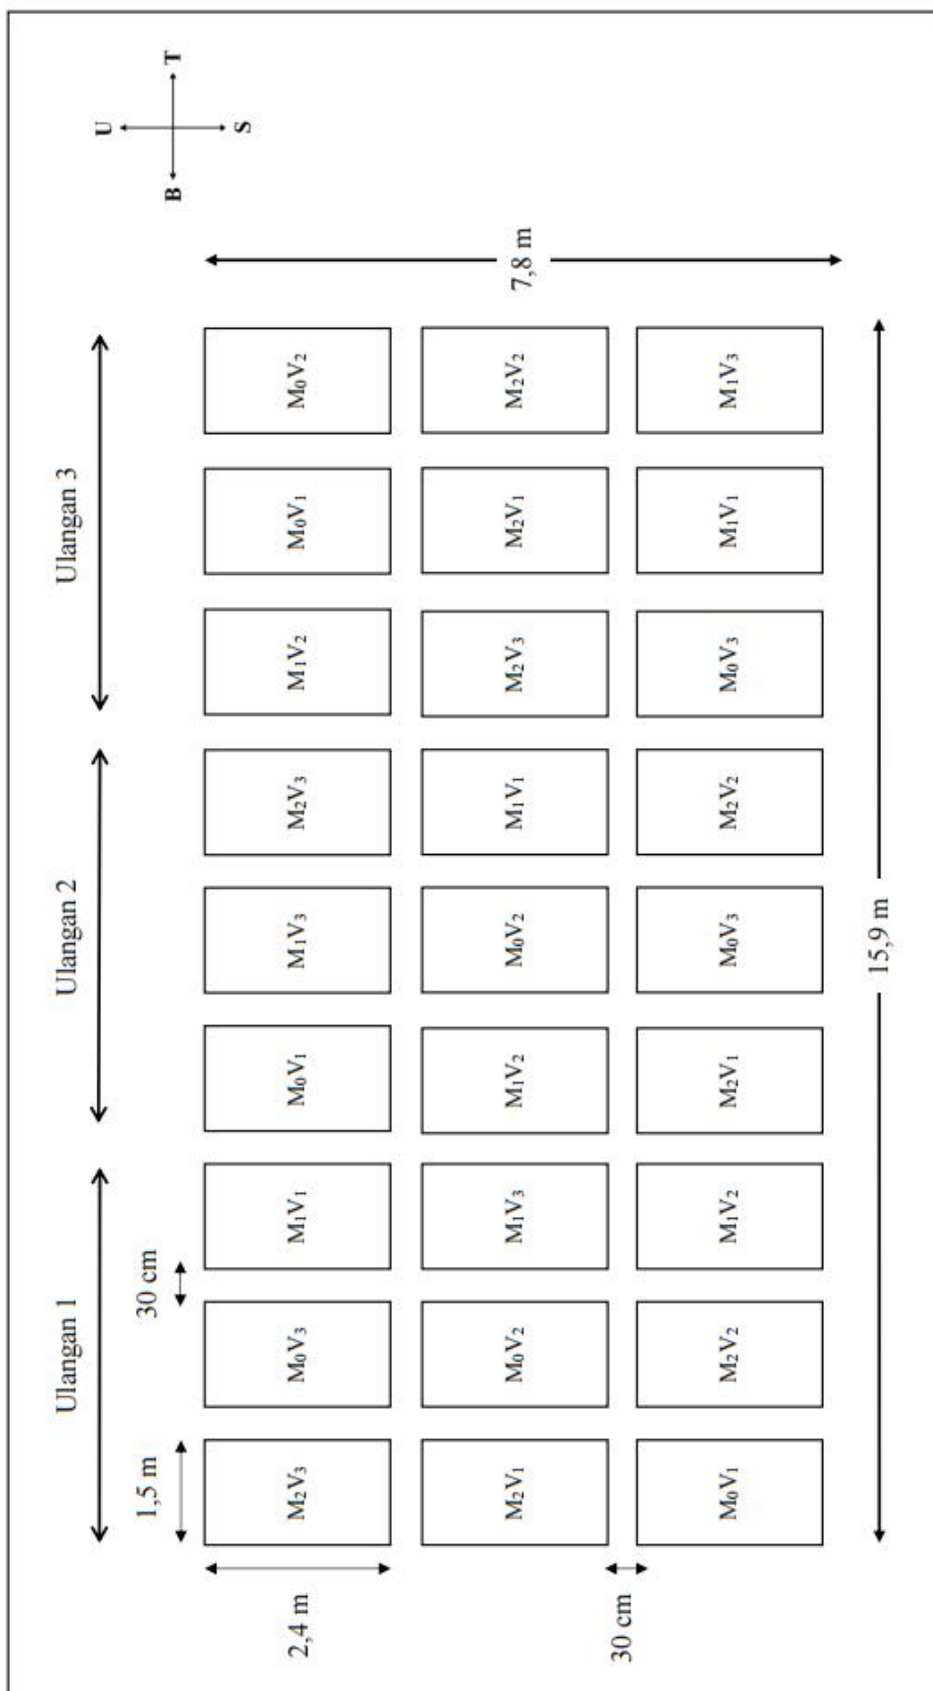 Ulangan 1 Ulangan 2 Ulangan 3
U
1,5 m 30 cm
B T
S
2,4 m M₂V₃ M₀V₃ M₁V₁ M₀V₁ M₁V₃ M₂V₃ M₁V₂ M₀V₁ M₀V₂
M₂V₁ M₀V₂ M₁V₃ M₁V₂ M₀V₂ M₁V₁ M₂V₃ M₂V₁ M₂V₂ 7,8 m
30 cm
M₀V₁ M₂V₂ M₁V₂ M₂V₁ M₀V₃ M₂V₂ M₀V₃ M₁V₁ M₁V₃
15,9 m